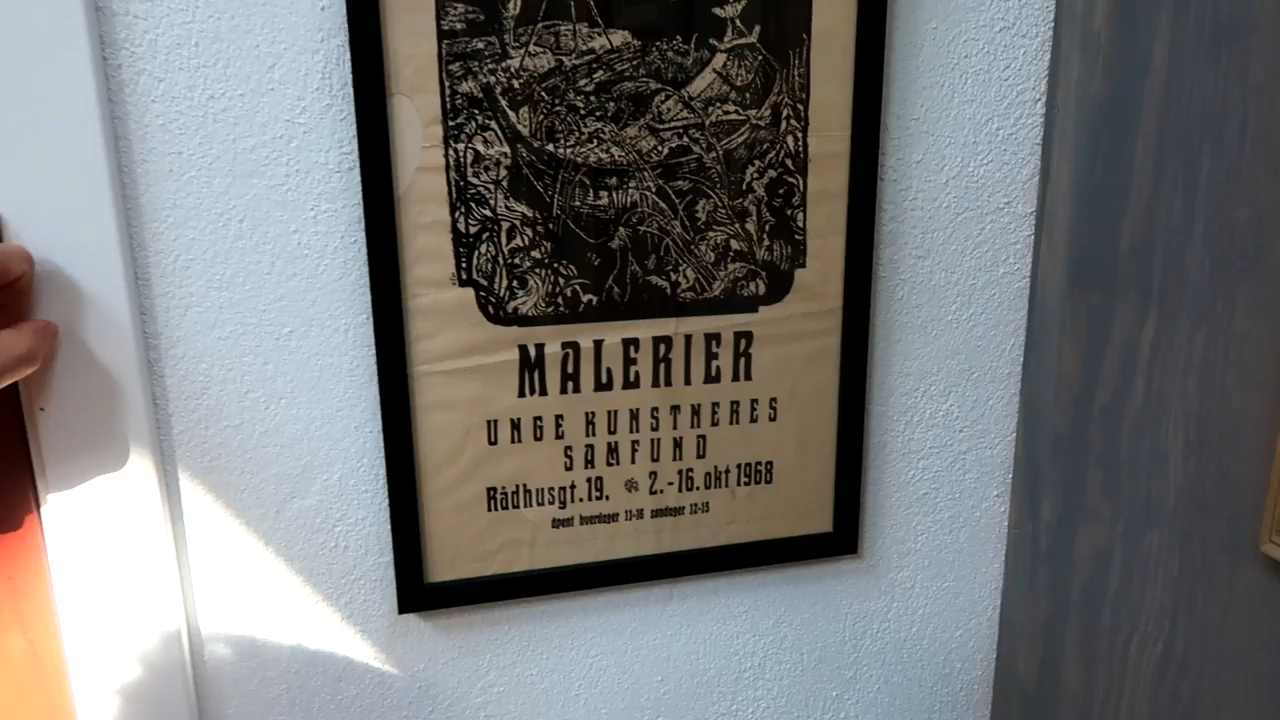 MALERIER
UNGE KUNSTNERES
SAMFUND
Rådhusgt. 19, 2.-16. okt 1968
åpent hverdager 11-16 søndager 12-15